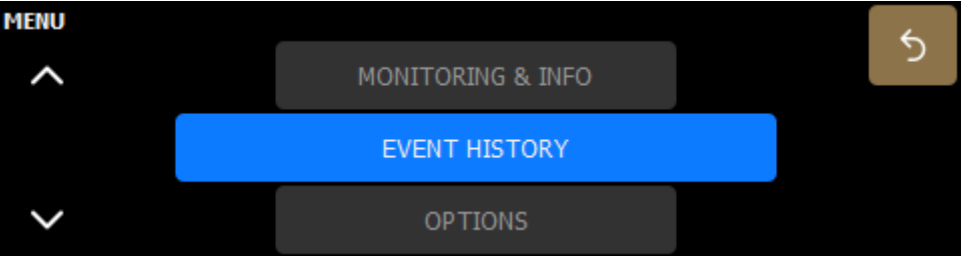 MENU
MONITORING & INFO
EVENT HISTORY
OPTIONS